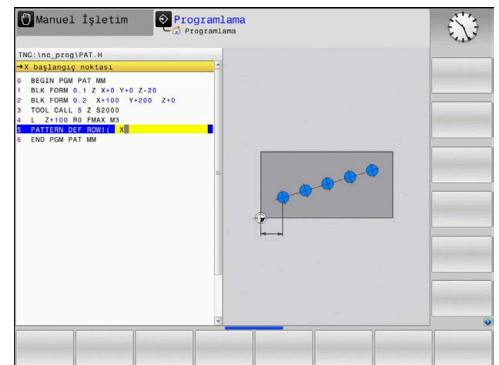 Manuel İşletim
Programlama
Programlama
TNC:\nc_prog\PAT.H
→X başlangıç noktası
0 BEGIN PGM PAT MM
1 BLK FORM 0.1 Z X+0 Y+0 Z-20
2 BLK FORM 0.2 X+100 Y+200 Z+0
3 TOOL CALL 5 Z S2000
4 L Z+100 R0 FMAX M3
5 PATTERN DEF ROW1( X
6 END PGM PAT MM